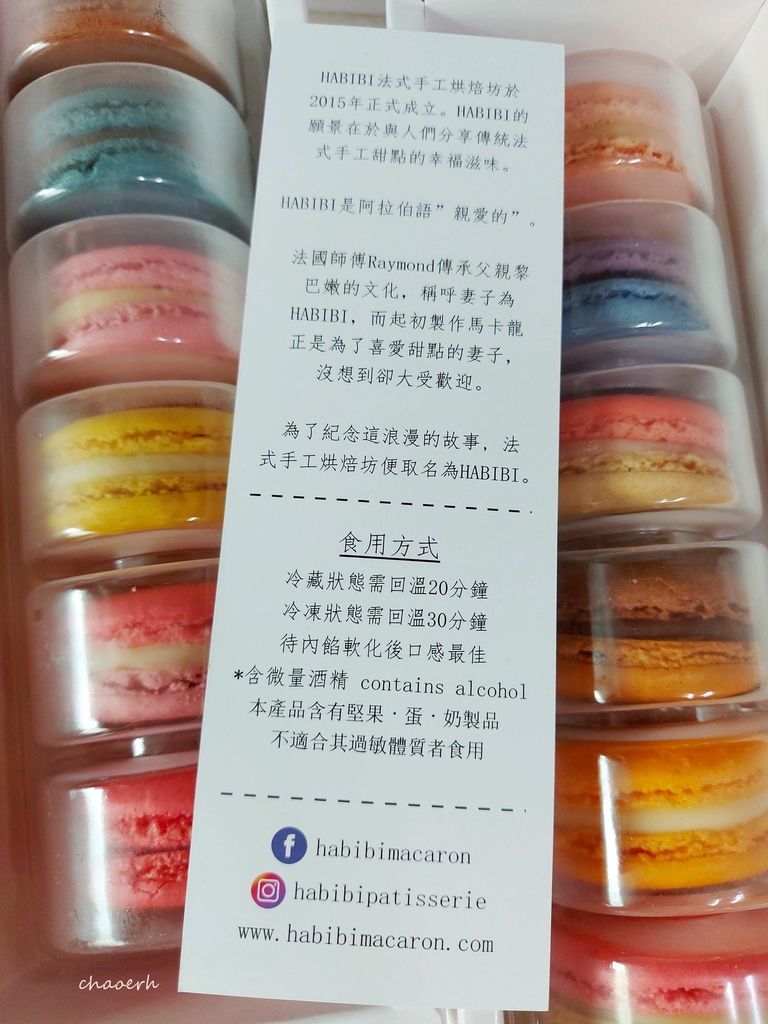 HABIBI法式手工烘焙坊於
2015年正式成立。HABIBI的
願景在於與人們分享傳統法
式手工甜點的幸福滋味。
HABIBI是阿拉伯語”親愛的”。
法國師傅Raymond傳承父親黎
巴嫩的文化，稱呼妻子為
HABIBI，而起初製作馬卡龍
正是為了喜愛甜點的妻子，
沒想到卻大受歡迎。
為了紀念這浪漫的故事，法
式手工烘焙坊便取名為HABIBI。
食用方式
冷藏狀態需回溫20分鐘
冷凍狀態需回溫30分鐘
待內餡軟化後口感最佳
*含微量酒精 contains alcohol
本產品含有堅果·蛋·奶製品
不適合其過敏體質者食用
habibimacaron
habibipatisserie
www.habibimacaron.com
chaoerh